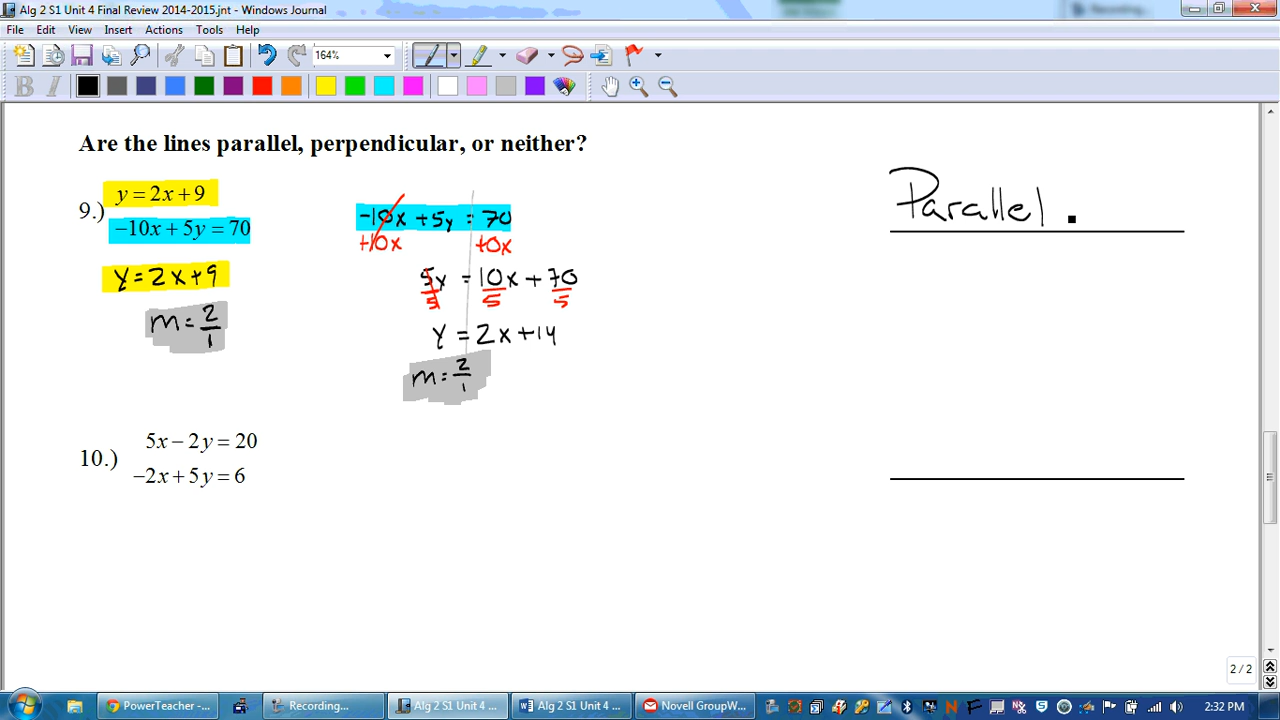 Alg 2 S1 Unit 4 Final Review 2014-2015.jnt - Windows Journal
Recording...
File Edit View Insert Actions Tools Help
164%
B I
Are the lines parallel, perpendicular, or neither?
9.)
y = 2x + 9
−10x + 5y = 70
y = 2x + 9
m = 2/1
-10x + 5y = 70
+10x +10x
5y = 10x + 70
5 5 5
y = 2x + 14
m = 2/1
Parallel.
10.)
5x − 2y = 20
−2x + 5y = 6
2 / 2
PowerTeacher -... Recording... Alg 2 S1 Unit 4 ... Alg 2 S1 Unit 4 ... Novell GroupW... 2:32 PM